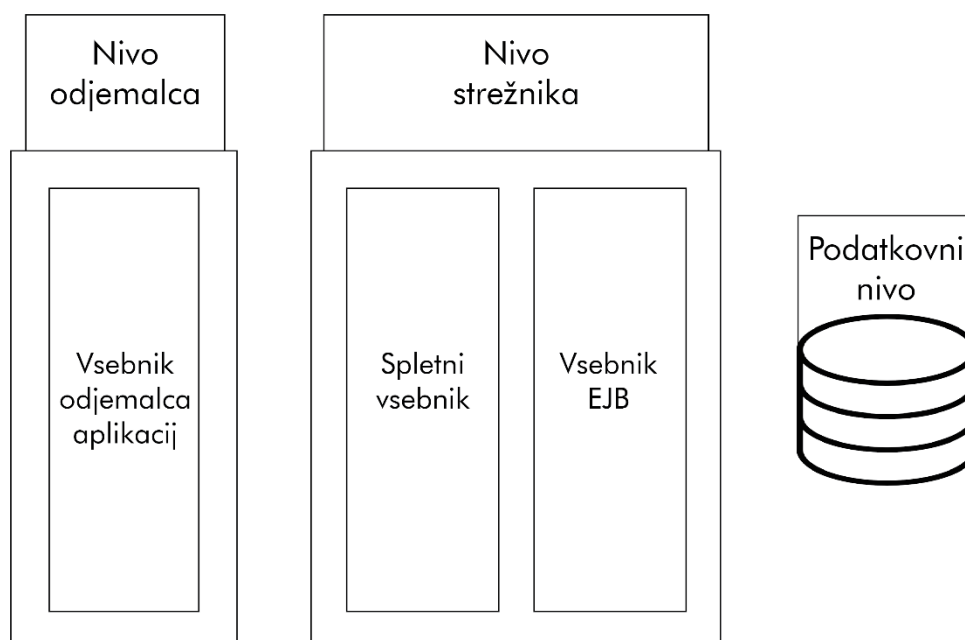 Nivo
odjemalca
Nivo
strežnika
Vsebnik
odjemalca
aplikacij
Spletni
vsebnik
Vsebnik
EJB
Podatkovni
nivo